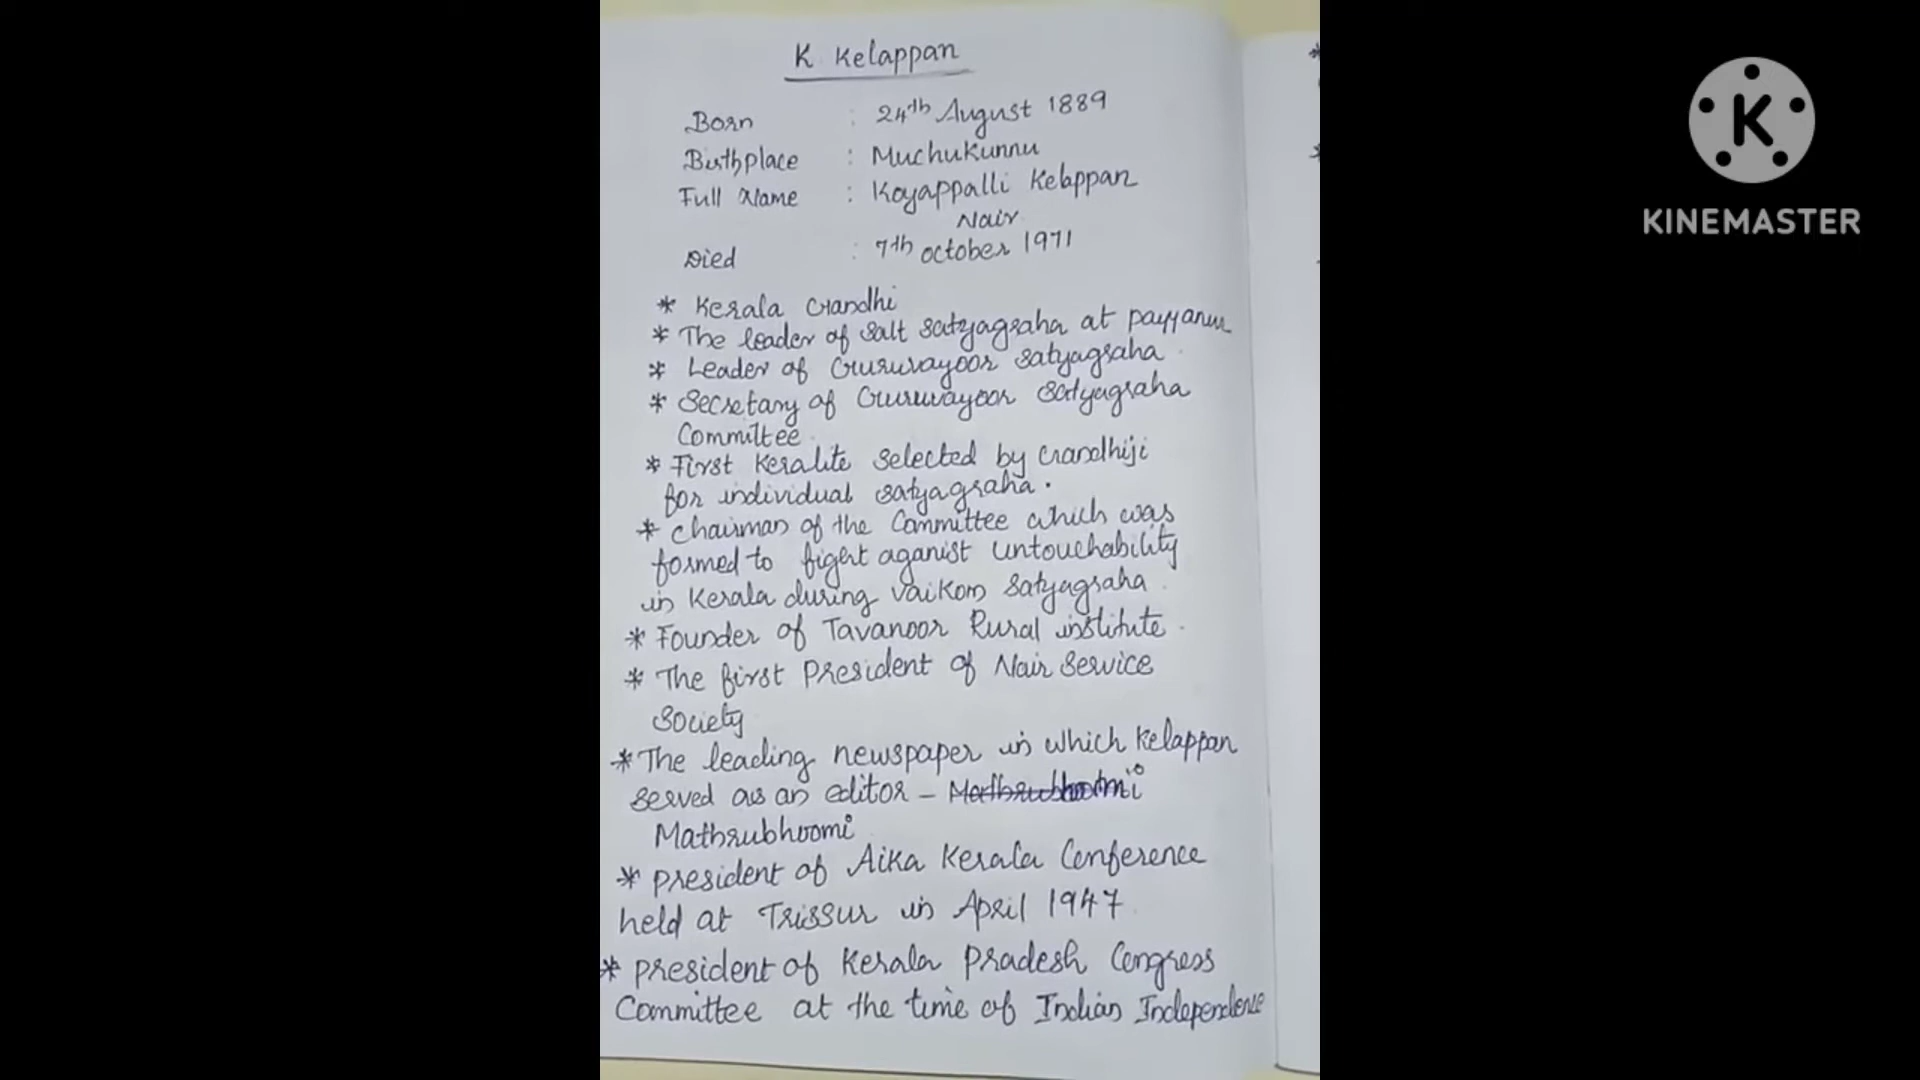 K. Kelappan
Born : 24th August 1889
Birthplace : Muchukunnu
Full Name : Koyappalli Kelappan
Nair
Died : 7th october 1971
* Kerala Gandhi
* The leader of Salt Satyagraha at payyanur
* Leader of Guruvayoor Satyagraha
* Secretary of Guruvayoor Satyagraha
Committee.
* First Keralite selected by Gandhiji
for individual satyagraha.
* Chairman of the Committee which was
formed to fight aganist untouchability
in Kerala during Vaikom Satyagraha.
* Founder of Tavanoor Rural institute.
* The first President of Nair Service
Society
* The leading newspaper in which Kelappan
served as an editor -
Mathrubhoomi
* president of Aika Kerala Conference
held at Trissur in April 1947
* president of Kerala Pradesh Congress
Committee at the time of Indian Independence
K
KINEMASTER